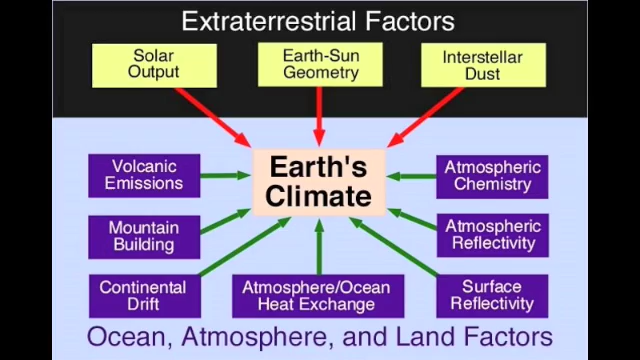 Extraterrestrial Factors
Solar
Output
Earth-Sun
Geometry
Interstellar
Dust
Earth's
Climate
Volcanic
Emissions
Atmospheric
Chemistry
Mountain
Building
Atmospheric
Reflectivity
Continental
Drift
Atmosphere/Ocean
Heat Exchange
Surface
Reflectivity
Ocean, Atmosphere, and Land Factors